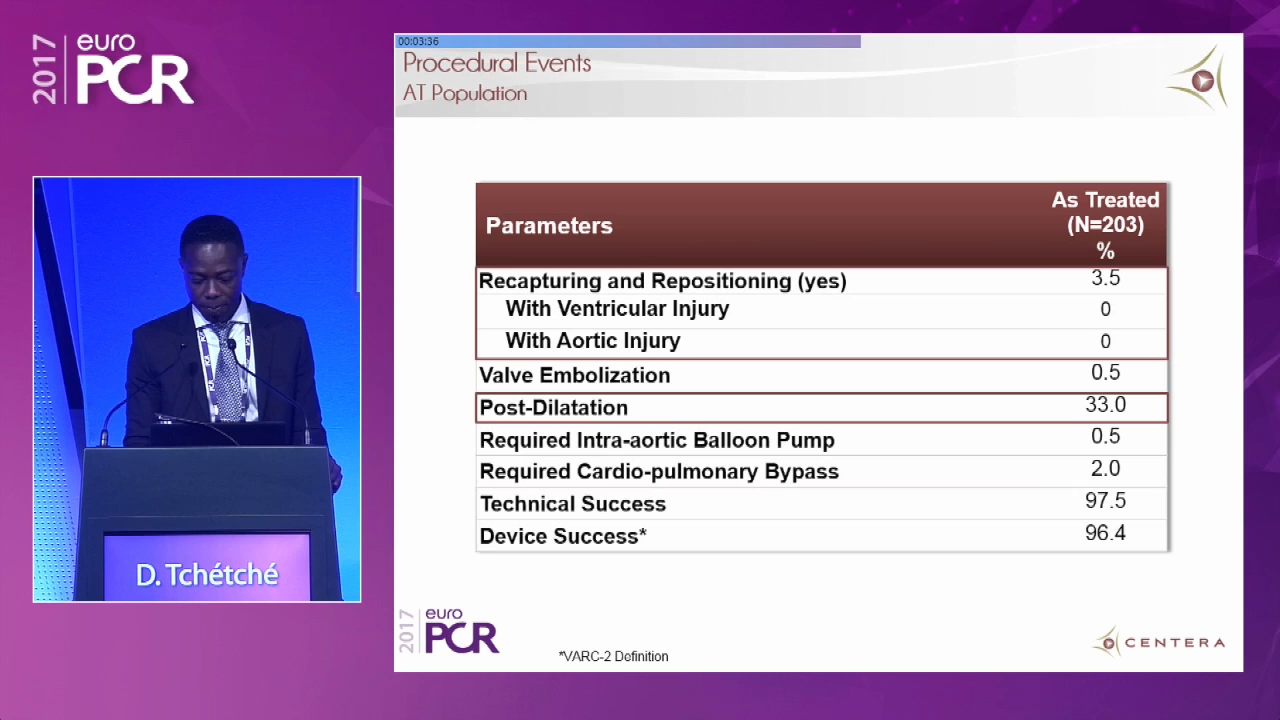 2017
euro
PCR
00:03:36
Procedural Events
AT Population
Parameters
As Treated
(N=203)
%
Recapturing and Repositioning (yes) 3.5
With Ventricular Injury 0
With Aortic Injury 0
Valve Embolization 0.5
Post-Dilatation 33.0
Required Intra-aortic Balloon Pump 0.5
Required Cardio-pulmonary Bypass 2.0
Technical Success 97.5
Device Success* 96.4
D. Tchétché
2017
euro
PCR
*VARC-2 Definition
CENTERA